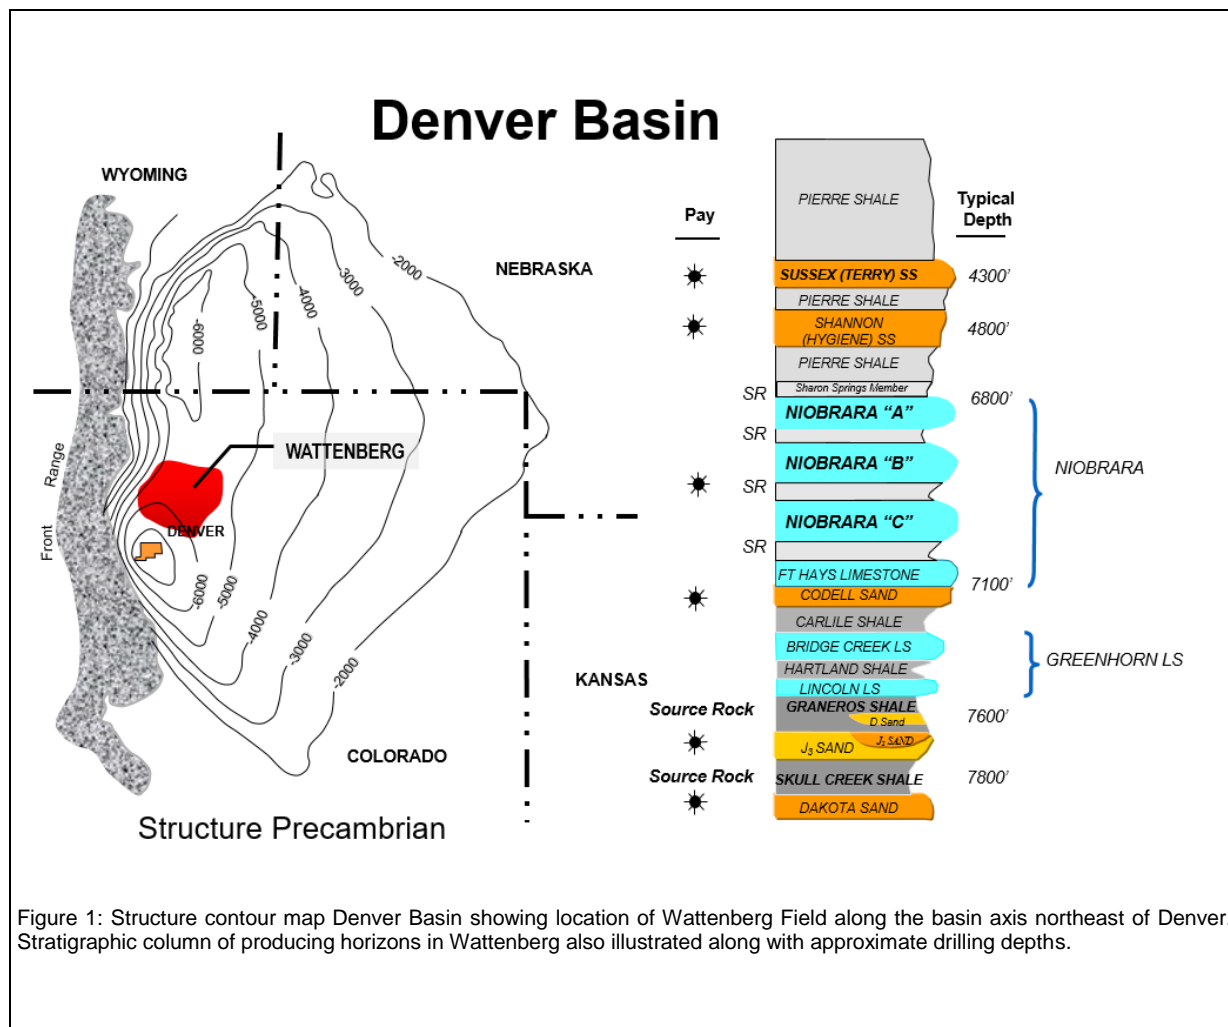 Denver Basin
WYOMING
NEBRASKA
-2000
3000
-4000
-5000
-6000
WATTENBERG
Front Range
DENVER
-6000
-5000
-4000
-3000
-2000
KANSAS
COLORADO
Structure Precambrian
Pay
Typical
Depth
PIERRE SHALE
SUSSEX (TERRY) SS
4300'
PIERRE SHALE
SHANNON
(HYGIENE) SS
4800'
PIERRE SHALE
Sharon Springs Member
SR
6800'
NIOBRARA “A”
SR
NIOBRARA “B”
NIOBRARA
SR
NIOBRARA “C”
SR
FT HAYS LIMESTONE
7100'
CODELL SAND
CARLILE SHALE
BRIDGE CREEK LS
GREENHORN LS
HARTLAND SHALE
LINCOLN LS
Source Rock
GRANEROS SHALE
7600'
D Sand
J2 SAND
J3 SAND
Source Rock
SKULL CREEK SHALE
7800'
DAKOTA SAND
Figure 1: Structure contour map Denver Basin showing location of Wattenberg Field along the basin axis northeast of Denver.
Stratigraphic column of producing horizons in Wattenberg also illustrated along with approximate drilling depths.